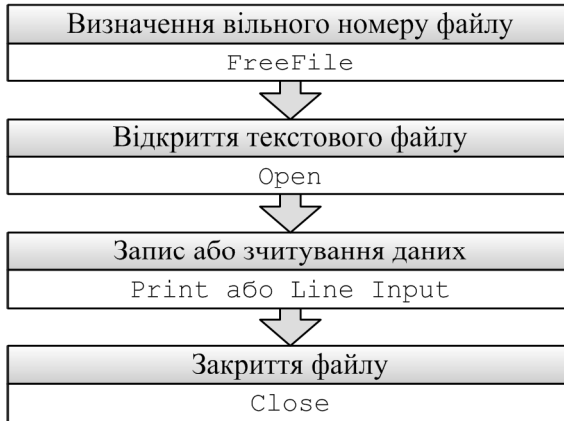 Визначення вільного номеру файлу
FreeFile
Відкриття текстового файлу
Open
Запис або зчитування даних
Print або Line Input
Закриття файлу
Close